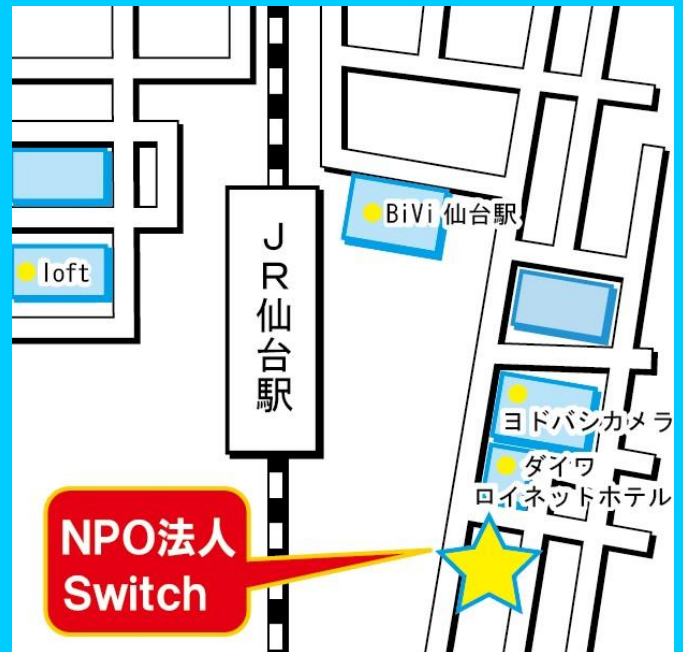 BiVi 仙台駅
loft
JR仙台駅
ヨドバシカメラ
ダイワ
ロイネットホテル
NPO法人
Switch